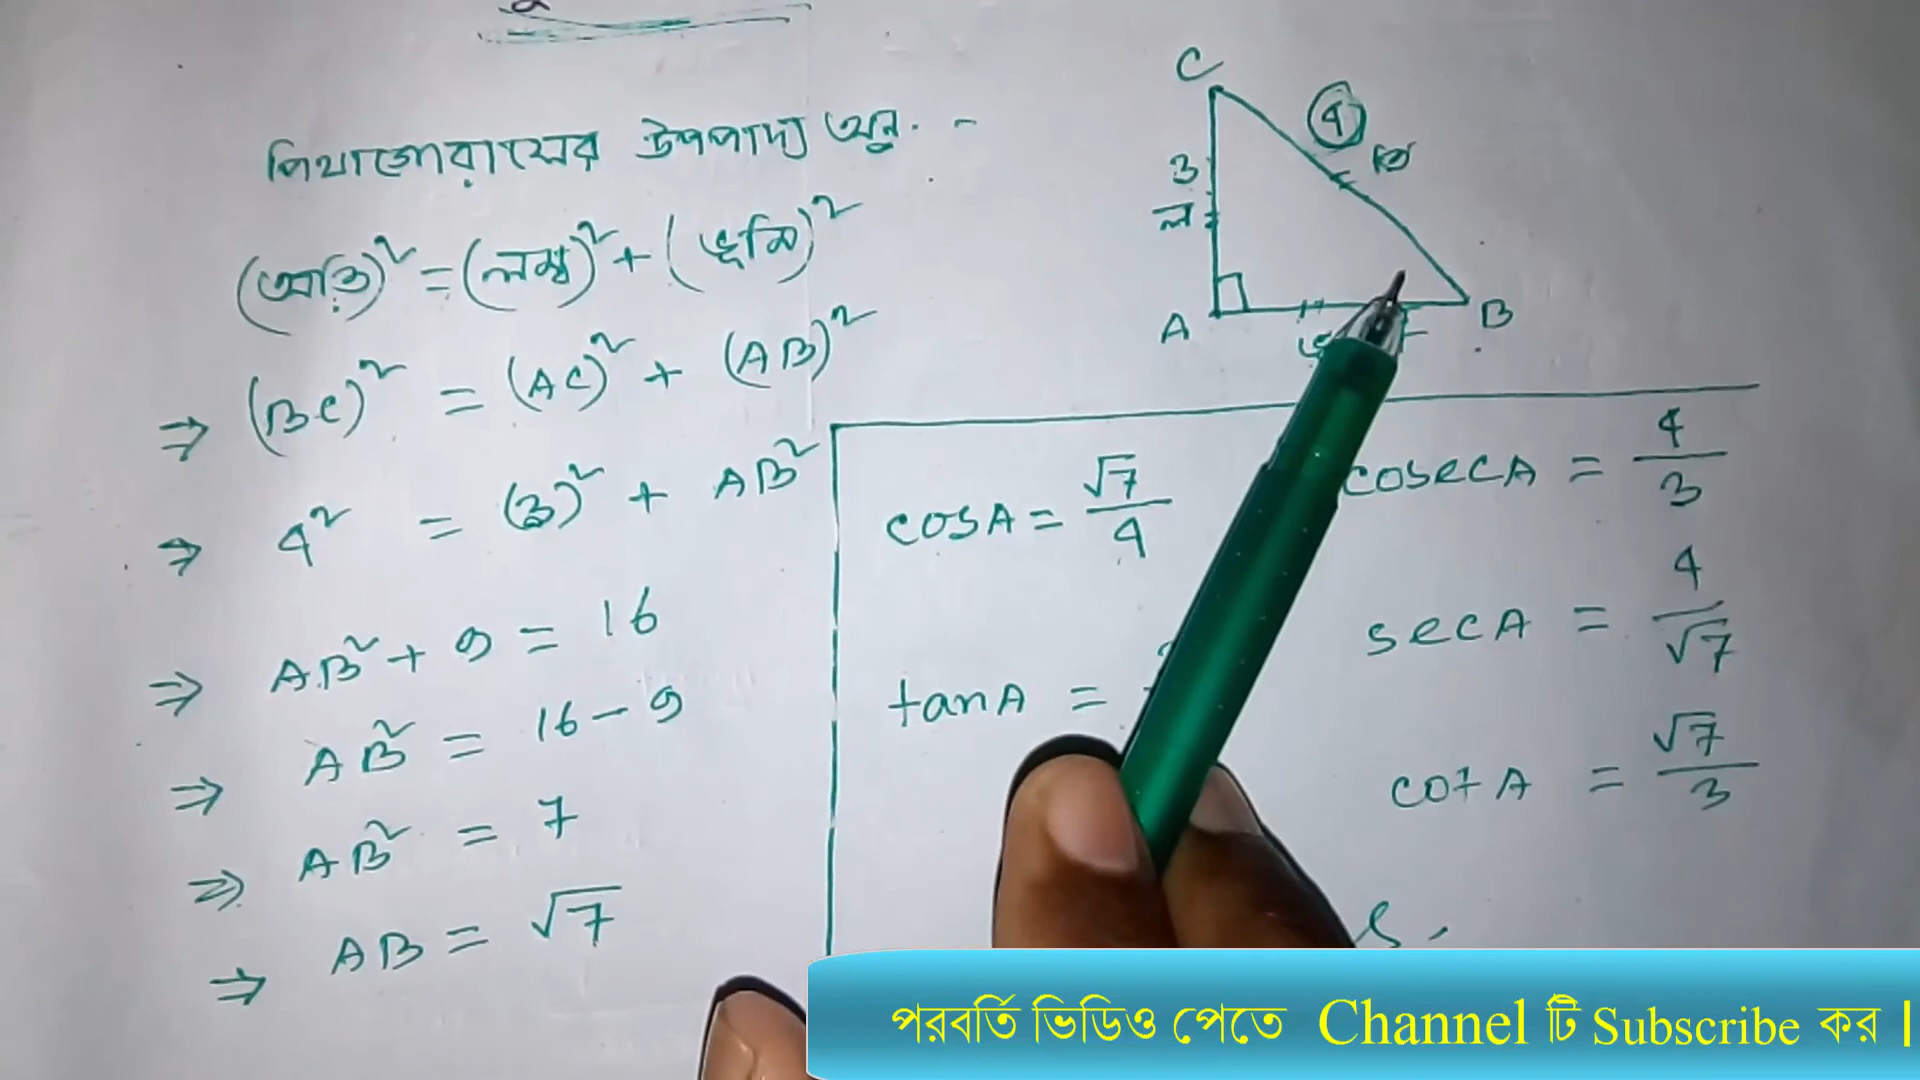 পিথাগোরাসের উপপাদ্য অনু. -
(অতি)² = (লম্ব)² + (ভূমি)²
⇒ (BC)² = (AC)² + (AB)²
⇒ 4² = (3)² + AB²
⇒ AB² + 9 = 16
⇒ AB² = 16 - 9
⇒ AB² = 7
⇒ AB = √7
C
4
3
ল
A
B
cosA = √7/4
tanA =
cosecA = 4/3
secA = 4/√7
cotA = √7/3
পরবর্তি ভিডিও পেতে Channel টি Subscribe কর |